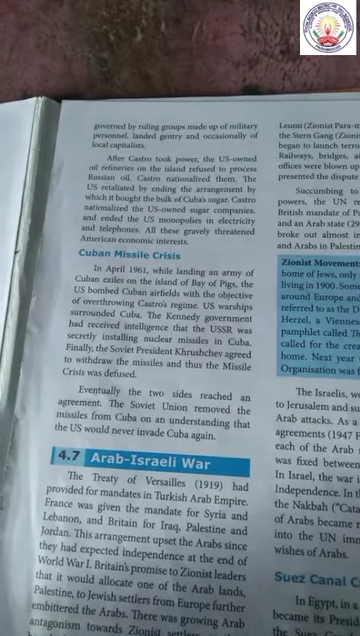 governed by ruling groups made up of military
personnel, landed gentry and occasionally of
local capitalists.
After Castro took power, the US-owned
oil refineries on the island refused to process
Russian oil. Castro nationalized them. The
US retaliated by ending the arrangement by
which it bought the bulk of Cuba's sugar. Castro
nationalized the US-owned sugar companies,
and ended the US monopolies in electricity
and telephones. All these gravely threatened
American economic interests.
Cuban Missile Crisis
In April 1961, while landing an army of
Cuban exiles on the island of Bay of Pigs, the
US bombed Cuban airfields with the objective
of overthrowing Castro's regime. US warships
surrounded Cuba. The Kennedy government
had received intelligence that the USSR was
secretly installing nuclear missiles in Cuba.
Finally, the Soviet President Khrushchev agreed
to withdraw the missiles and thus the Missile
Crisis was defused.
Eventually the two sides reached an
agreement. The Soviet Union removed the
missiles from Cuba on an understanding that
the US would never invade Cuba again.
4.7 Arab-Israeli War
The Treaty of Versailles (1919) had
provided for mandates in Turkish Arab Empire.
France was given the mandate for Syria and
Lebanon, and Britain for Iraq, Palestine and
Jordan. This arrangement upset the Arabs since
they had expected independence at the end of
World War I. Britain's promise to Zionist leaders
that it would allocate one of the Arab lands,
Palestine, to Jewish settlers from Europe further
embittered the Arabs. There was growing Arab
antagonism towards Zionist
Leumi (Zionist Para-m
the Stern Gang (Zionis
began to launch terro
Railways, bridges, ai
offices were blown up
presented the dispute
Succumbing to
powers, the UN re
British mandate of P
and an Arab state (29
broke out almost in
and Arabs in Palestin
Zionist Movement:
home of Jews, only
living in 1900. Some
around Europe and
referred to as the D
Herzel, a Viennes
pamphlet called Th
called for the crea
home. Next year
Organisation was f
The Israelis, we
to Jerusalem and su
Arab attacks. As a
agreements (1947 F
each of the Arab
was fixed between
In Israel, the war i
Independence. In t
the Nakbah ("Cata
of Arabs became r
into the UN imm
wishes of Arabs.
Suez Canal C
In Egypt, in a
became its Presid